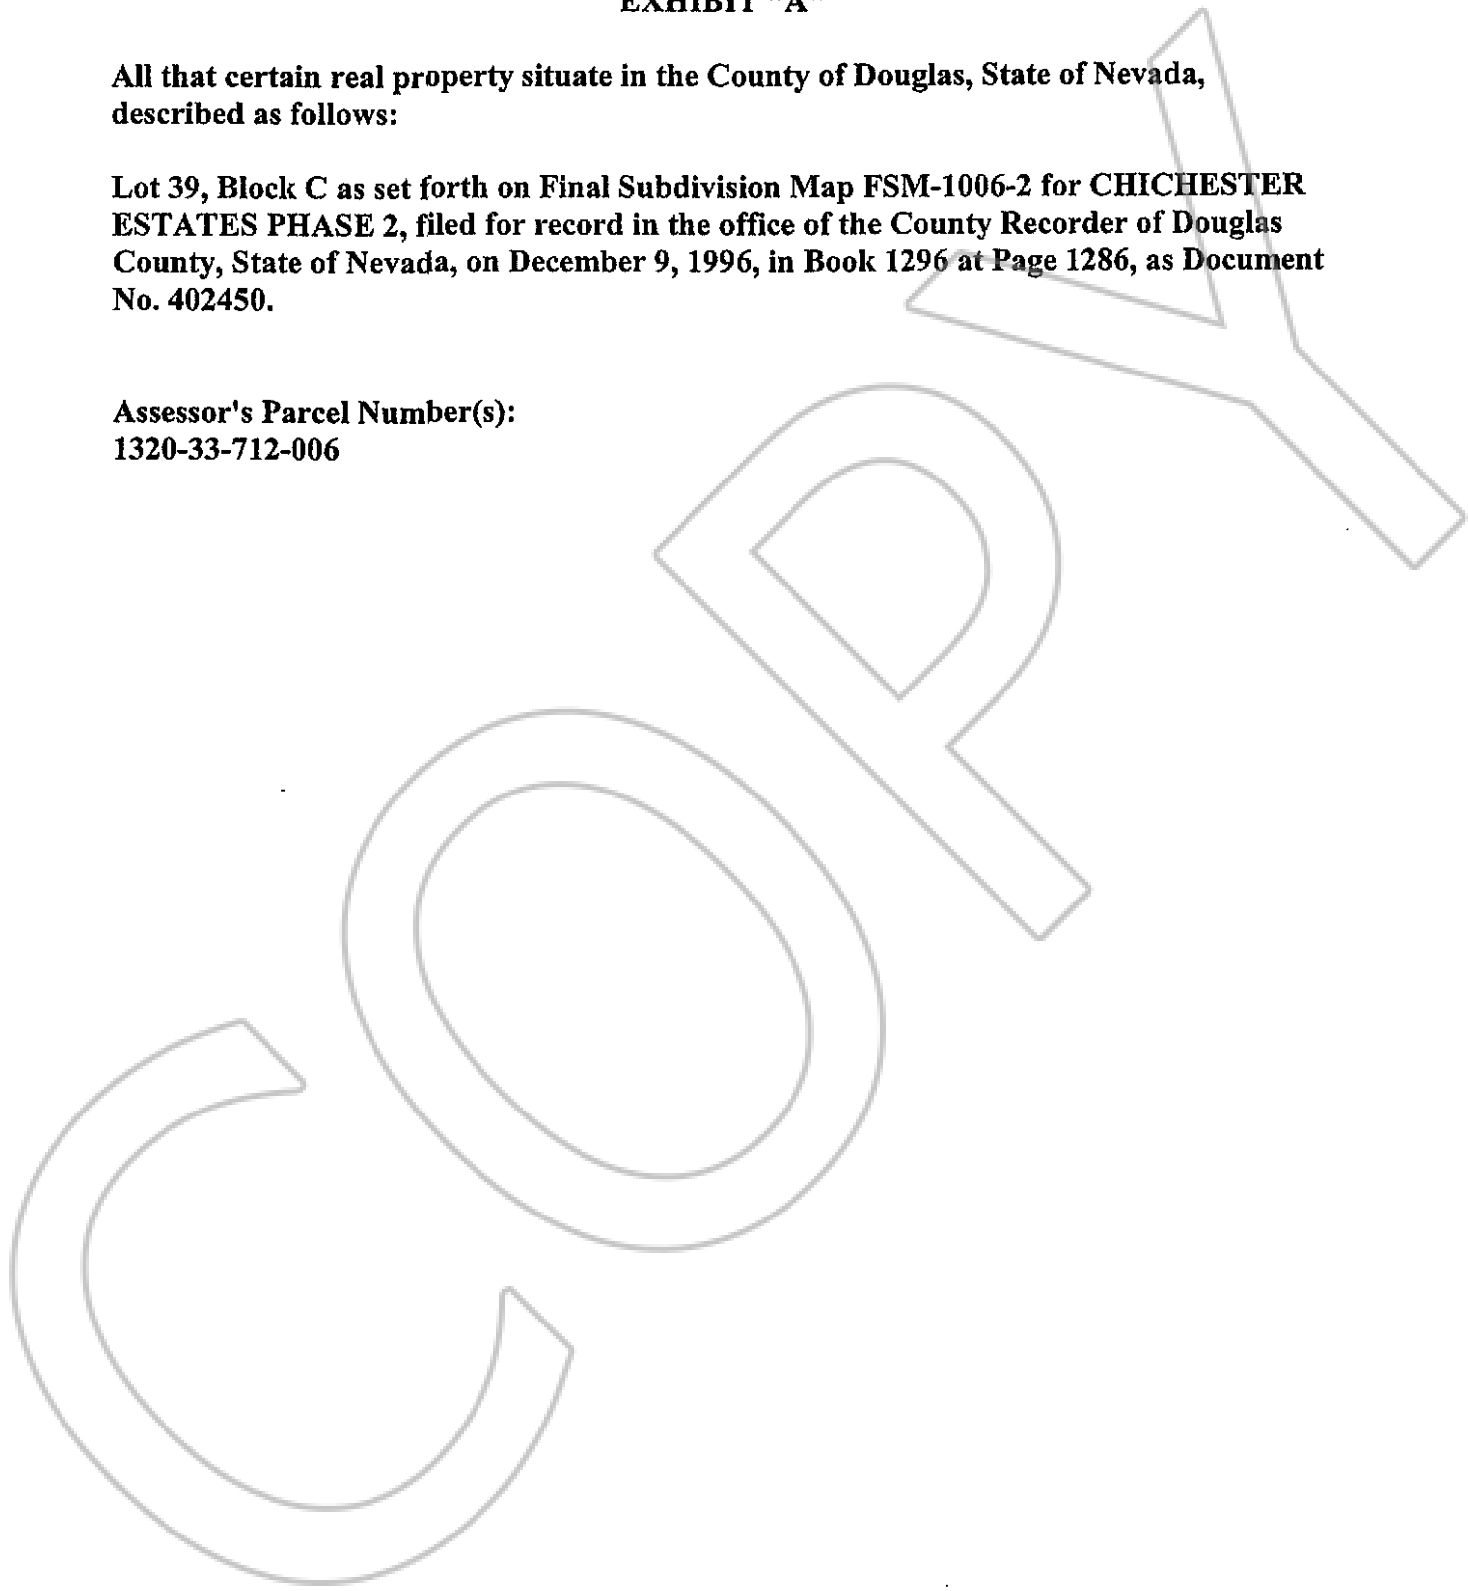 EXHIBIT "A"
All that certain real property situate in the County of Douglas, State of Nevada,
described as follows:
Lot 39, Block C as set forth on Final Subdivision Map FSM-1006-2 for CHICHESTER
ESTATES PHASE 2, filed for record in the office of the County Recorder of Douglas
County, State of Nevada, on December 9, 1996, in Book 1296 at Page 1286, as Document
No. 402450.
Assessor's Parcel Number(s):
1320-33-712-006
COPY